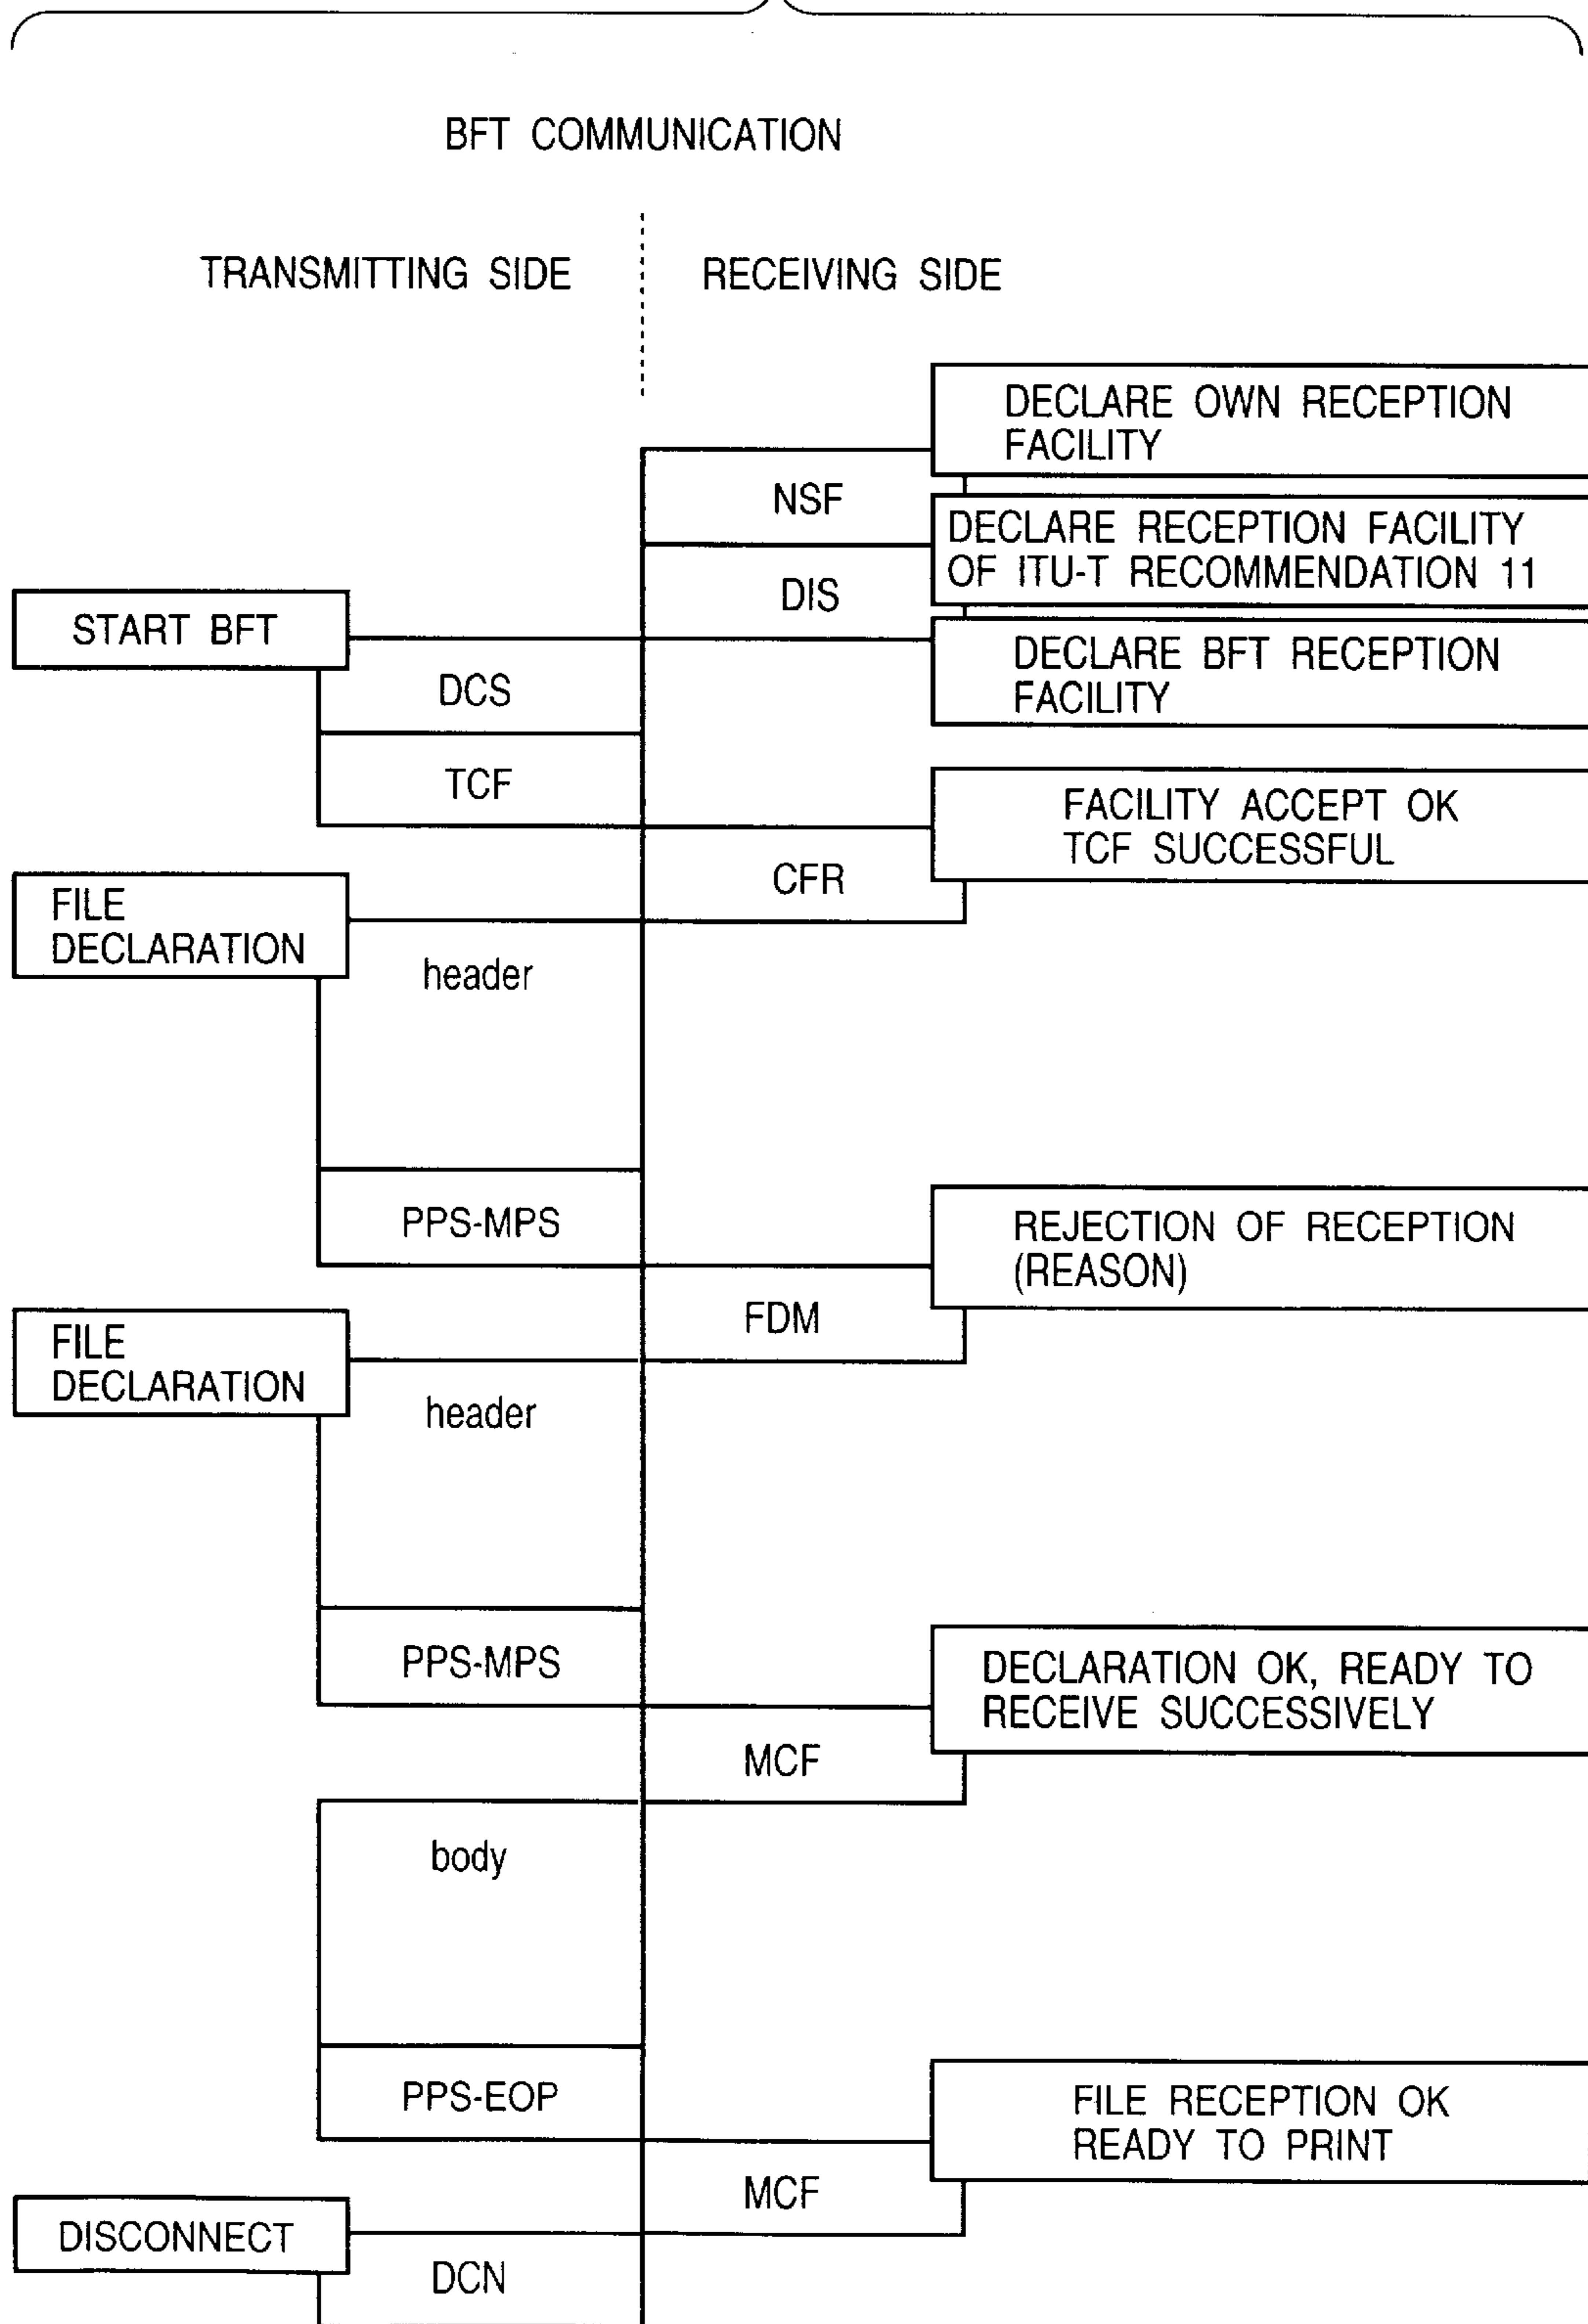 BFT COMMUNICATION
TRANSMITTING SIDE
RECEIVING SIDE
DECLARE OWN RECEPTION
FACILITY
NSF
DECLARE RECEPTION FACILITY
OF ITU-T RECOMMENDATION 11
DIS
START BFT
DECLARE BFT RECEPTION
FACILITY
DCS
TCF
FACILITY ACCEPT OK
TCF SUCCESSFUL
CFR
FILE
DECLARATION
header
PPS-MPS
REJECTION OF RECEPTION
(REASON)
FDM
FILE
DECLARATION
header
PPS-MPS
DECLARATION OK, READY TO
RECEIVE SUCCESSIVELY
MCF
body
PPS-EOP
FILE RECEPTION OK
READY TO PRINT
MCF
DISCONNECT
DCN